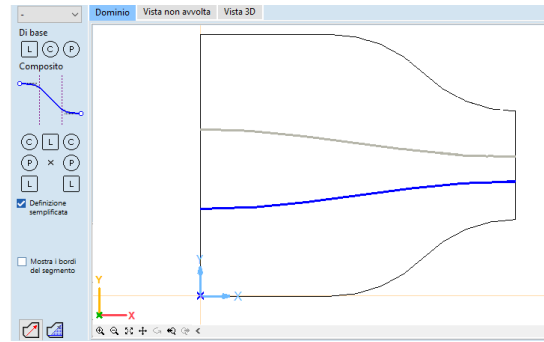 -
Dominio Vista non avvolta Vista 3D
Di base
L C P
Composito
C L C
P × P
L L
Definizione
semplificata
Mostra i bordi
del segmento
Y
X
Y
X